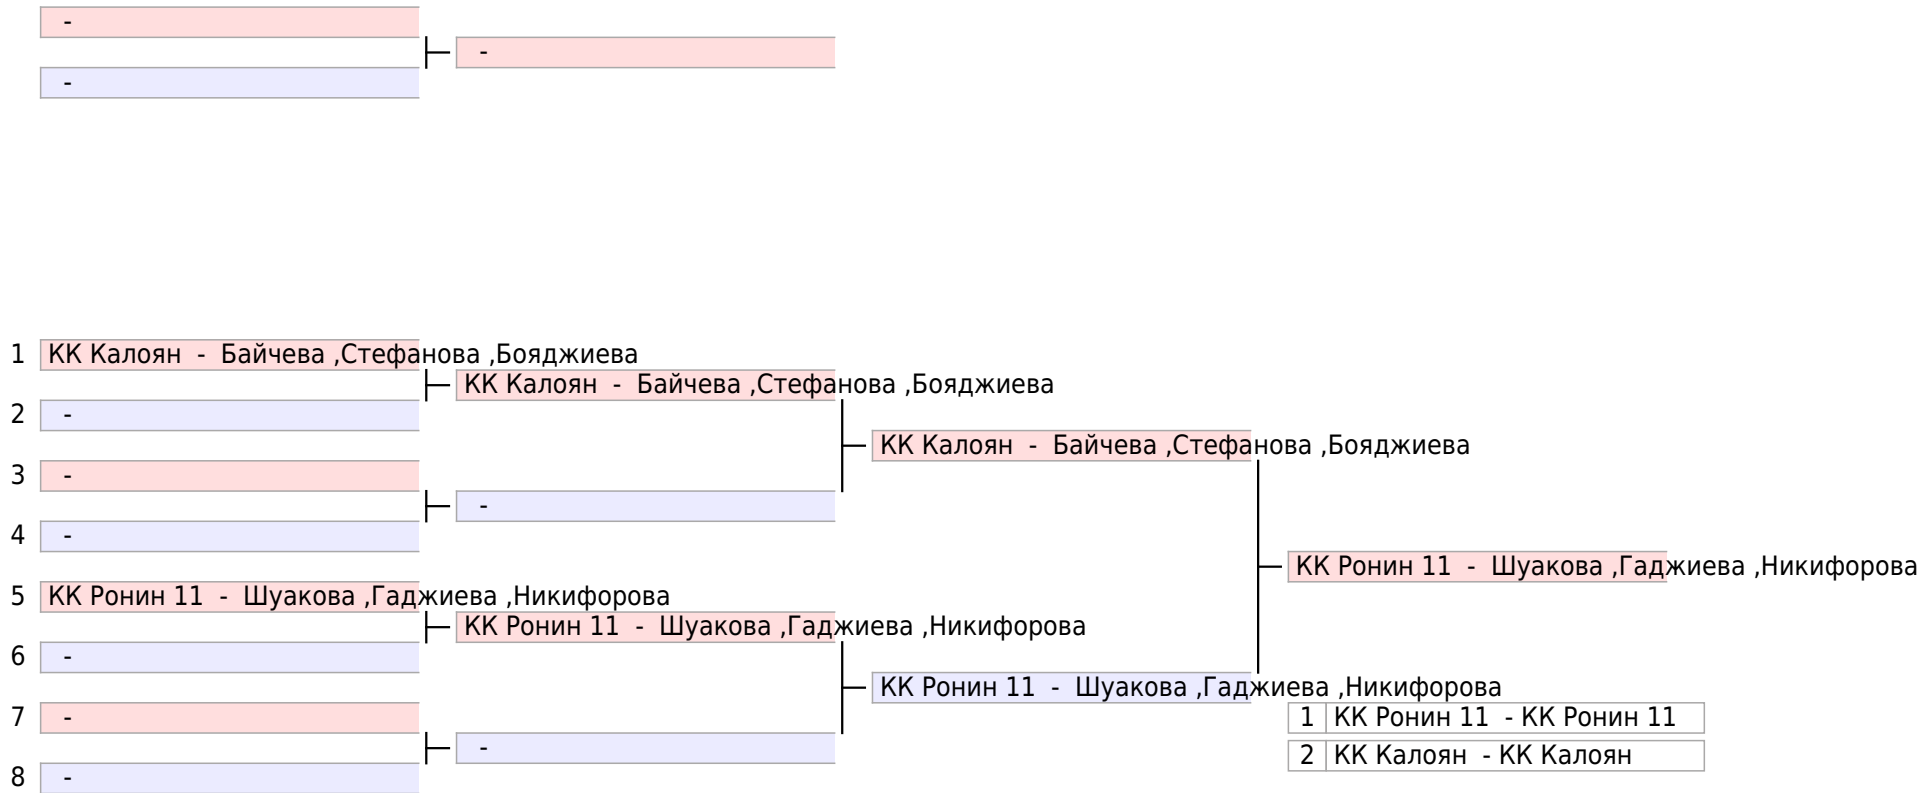 -
-
-
1 КК Калоян - Байчева ,Стефанова ,Бояджиева
КК Калоян - Байчева ,Стефанова ,Бояджиева
2 -
КК Калоян - Байчева ,Стефанова ,Бояджиева
3 -
-
4 -
КК Ронин 11 - Шуакова ,Гаджиева ,Никифорова
5 КК Ронин 11 - Шуакова ,Гаджиева ,Никифорова
КК Ронин 11 - Шуакова ,Гаджиева ,Никифорова
6 -
КК Ронин 11 - Шуакова ,Гаджиева ,Никифорова
7 -
1 КК Ронин 11 - КК Ронин 11
-
2 КК Калоян - КК Калоян
8 -